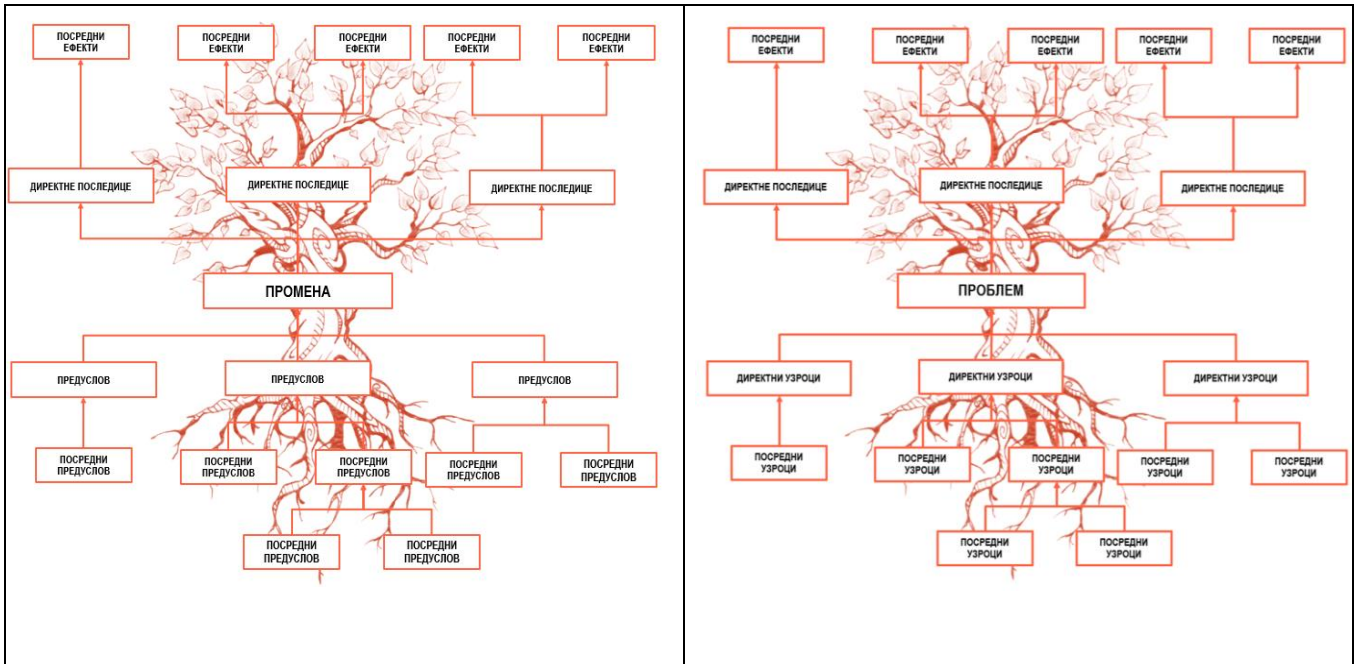 ПОСРЕДНИ
ЕФЕКТИ
ПОСРЕДНИ
ЕФЕКТИ
ПОСРЕДНИ
ЕФЕКТИ
ПОСРЕДНИ
ЕФЕКТИ
ПОСРЕДНИ
ЕФЕКТИ
ДИРЕКТНЕ ПОСЛЕДИЦЕ
ДИРЕКТНЕ ПОСЛЕДИЦЕ
ДИРЕКТНЕ ПОСЛЕДИЦЕ
ПРОМЕНА
ПРЕДУСЛОВ
ПРЕДУСЛОВ
ПРЕДУСЛОВ
ПОСРЕДНИ
ПРЕДУСЛОВ
ПОСРЕДНИ
ПРЕДУСЛОВ
ПОСРЕДНИ
ПРЕДУСЛОВ
ПОСРЕДНИ
ПРЕДУСЛОВ
ПОСРЕДНИ
ПРЕДУСЛОВ
ПОСРЕДНИ
ПРЕДУСЛОВ
ПОСРЕДНИ
ПРЕДУСЛОВ
ПОСРЕДНИ
ЕФЕКТИ
ПОСРЕДНИ
ЕФЕКТИ
ПОСРЕДНИ
ЕФЕКТИ
ПОСРЕДНИ
ЕФЕКТИ
ПОСРЕДНИ
ЕФЕКТИ
ДИРЕКТНЕ ПОСЛЕДИЦЕ
ДИРЕКТНЕ ПОСЛЕДИЦЕ
ДИРЕКТНЕ ПОСЛЕДИЦЕ
ПРОБЛЕМ
ДИРЕКТНИ УЗРОЦИ
ДИРЕКТНИ УЗРОЦИ
ДИРЕКТНИ УЗРОЦИ
ПОСРЕДНИ
УЗРОЦИ
ПОСРЕДНИ
УЗРОЦИ
ПОСРЕДНИ
УЗРОЦИ
ПОСРЕДНИ
УЗРОЦИ
ПОСРЕДНИ
УЗРОЦИ
ПОСРЕДНИ
УЗРОЦИ
ПОСРЕДНИ
УЗРОЦИ